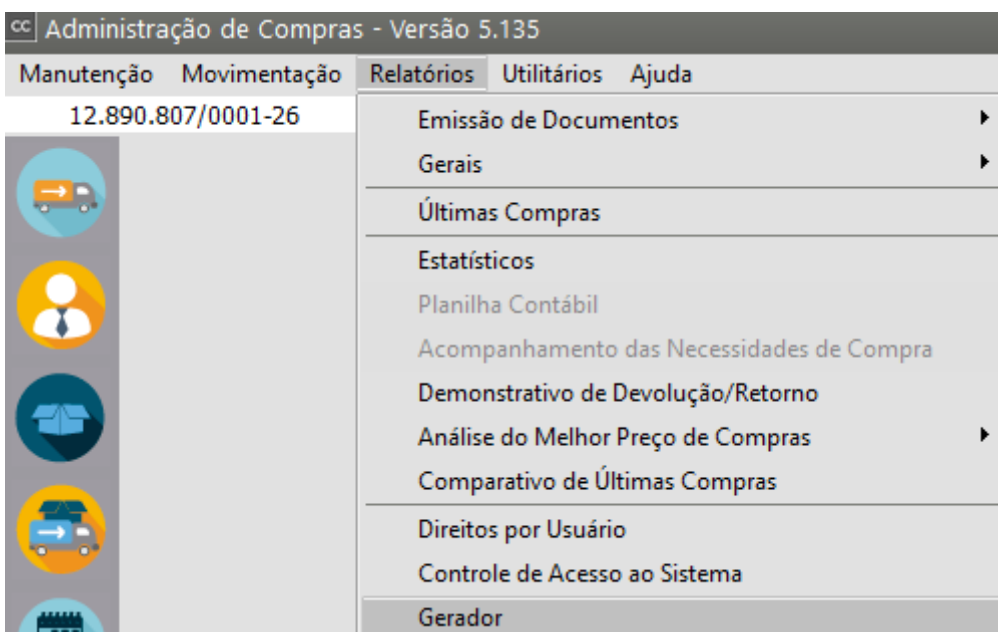 cc Administração de Compras - Versão 5.135
Manutenção Movimentação Relatórios Utilitários Ajuda
12.890.807/0001-26
Emissão de Documentos
Gerais
Últimas Compras
Estatísticos
Planilha Contábil
Acompanhamento das Necessidades de Compra
Demonstrativo de Devolução/Retorno
Análise do Melhor Preço de Compras
Comparativo de Últimas Compras
Direitos por Usuário
Controle de Acesso ao Sistema
Gerador